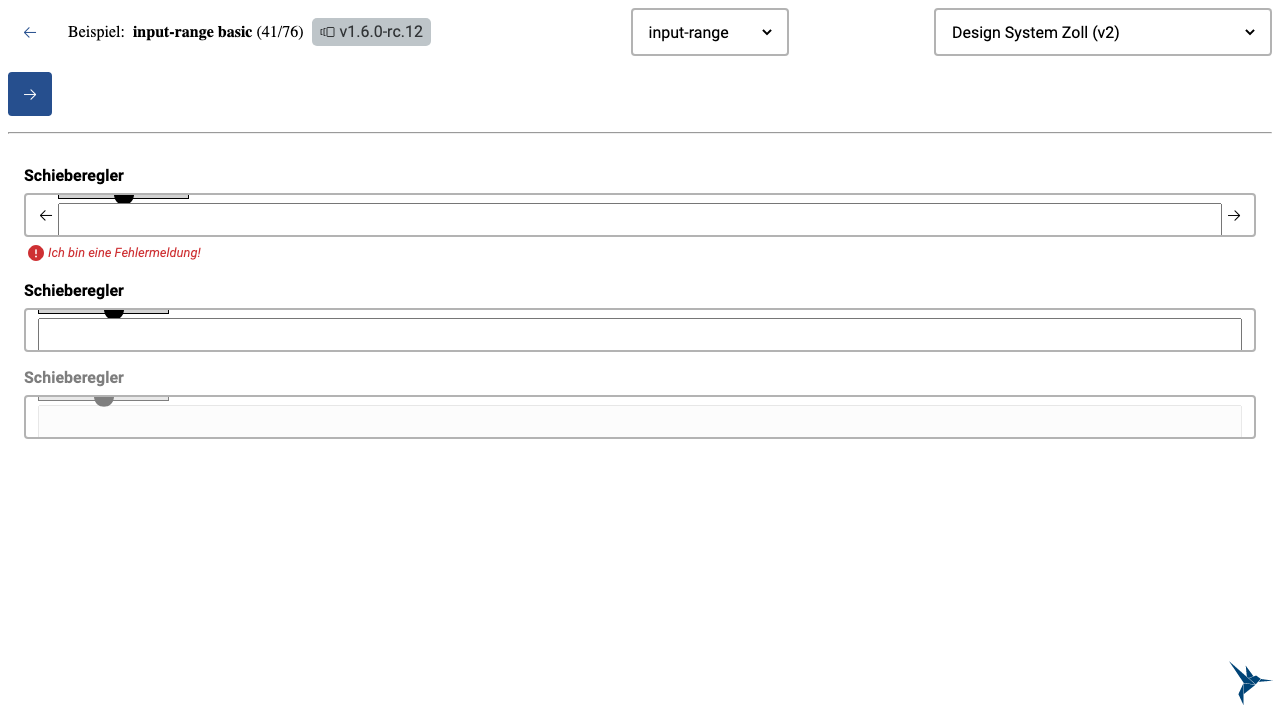 Beispiel: input-range basic (41/76) v1.6.0-rc.12 input-range Design System Zoll (v2)
Schieberegler
Ich bin eine Fehlermeldung!
Schieberegler
Schieberegler